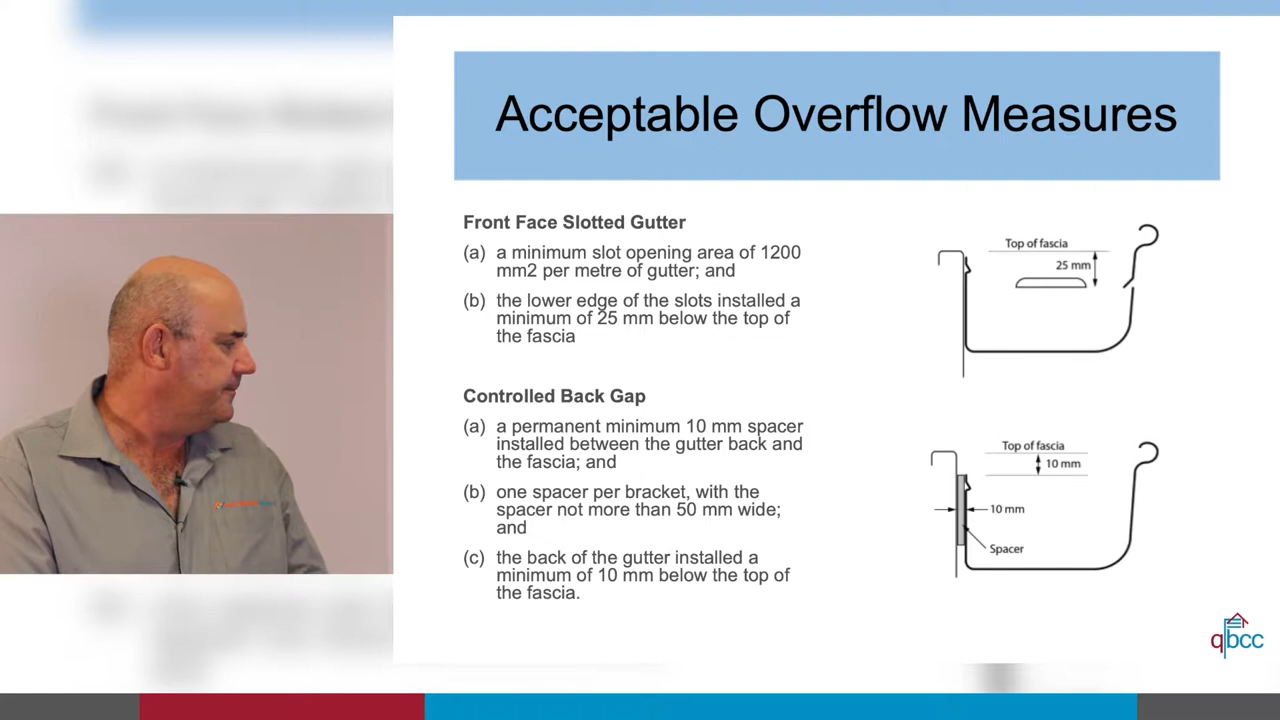 Acceptable Overflow Measures
Front Face Slotted Gutter
(a) a minimum slot opening area of 1200
mm2 per metre of gutter; and
(b) the lower edge of the slots installed a
minimum of 25 mm below the top of
the fascia
Top of fascia
25 mm
Controlled Back Gap
(a) a permanent minimum 10 mm spacer
installed between the gutter back and
the fascia; and
(b) one spacer per bracket, with the
spacer not more than 50 mm wide;
and
(c) the back of the gutter installed a
minimum of 10 mm below the top of
the fascia.
Top of fascia
10 mm
10 mm
Spacer
qbcc